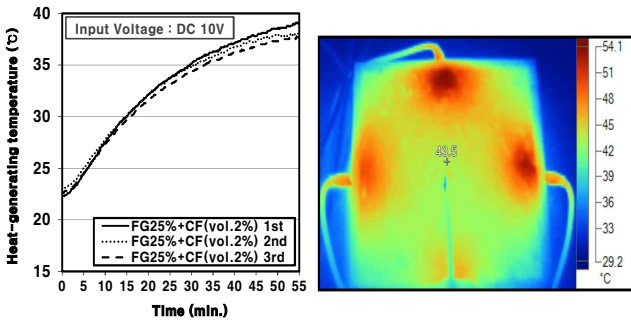 Input Voltage : DC 10V
Heat-generating temperature (℃)
40
35
30
25
20
15
FG25%+CF(vol.2%) 1st
FG25%+CF(vol.2%) 2nd
FG25%+CF(vol.2%) 3rd
0 5 10 15 20 25 30 35 40 45 50 55
Time (min.)
43.5
54.1
51
48
45
42
39
36
33
29.2
°C